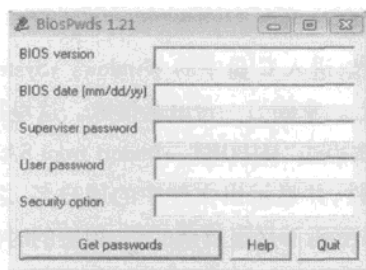 BiosPwds 1.21
BIOS version
BIOS date (mm/dd/yy)
Superviser password
User password
Security option
Get passwords
Help
Quit